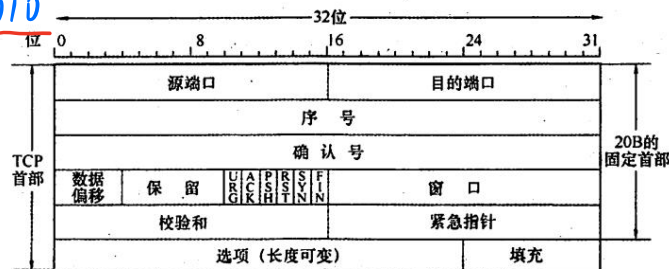 32位
位 0 8 16 24 31
源端口 目的端口
序号
确认号
TCP首部
20B的固定首部
数据偏移 保留 URG ACK PSH RST SYN FIN 窗口
校验和 紧急指针
选项（长度可变） 填充